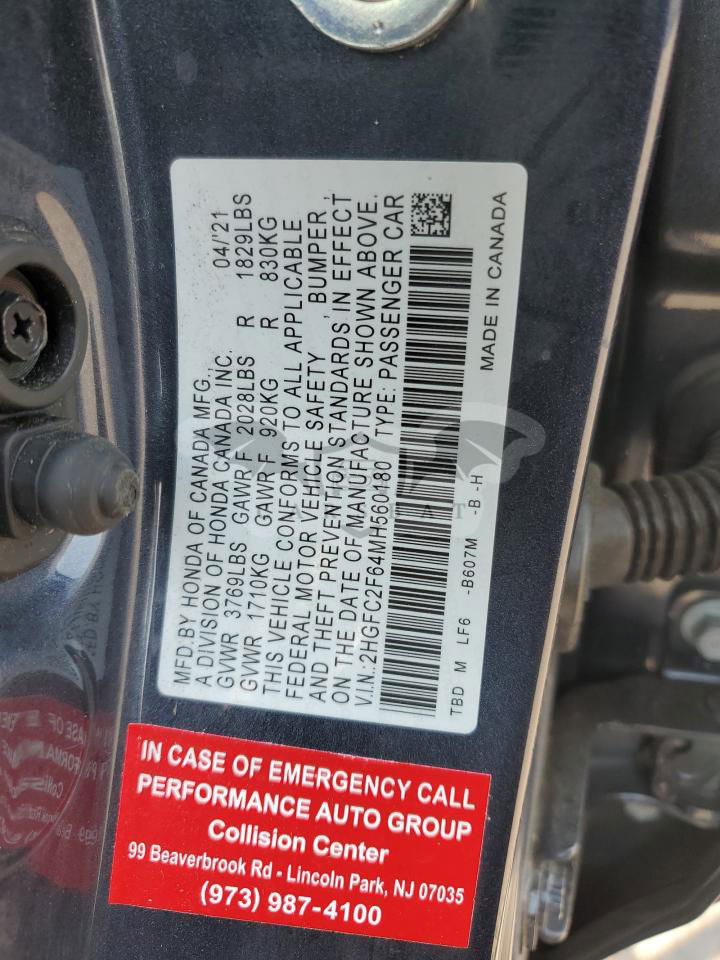 MFD.BY HONDA OF CANADA MFG., 04/'21
A DIVISION OF HONDA CANADA INC.
GVWR 3769LBS GAWR F 2028LBS R 1829LBS
GVWR 1710KG GAWR F 920KG R 830KG
THIS VEHICLE CONFORMS TO ALL APPLICABLE
FEDERAL MOTOR VEHICLE SAFETY, BUMPER,
AND THEFT PREVENTION STANDARDS IN EFFECT
ON THE DATE OF MANUFACTURE SHOWN ABOVE.
V.I.N.:2HGFC2F64MH560180 TYPE: PASSENGER CAR
TBD M LF6 -B607M -B -H MADE IN CANADA
IN CASE OF EMERGENCY CALL
PERFORMANCE AUTO GROUP
Collision Center
99 Beaverbrook Rd - Lincoln Park, NJ 07035
(973) 987-4100